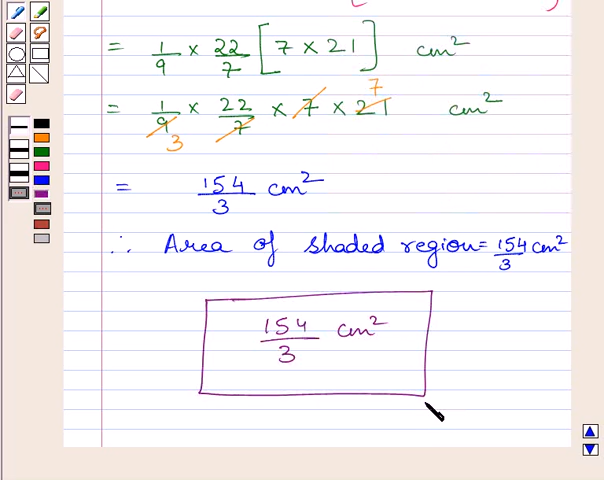 = 1/9 × 22/7 [7 × 21] cm²
= 1/9 × 22/7 × 7 × 21 cm²
3 7
= 154/3 cm²
∴ Area of shaded region = 154/3 cm²
154/3 cm²